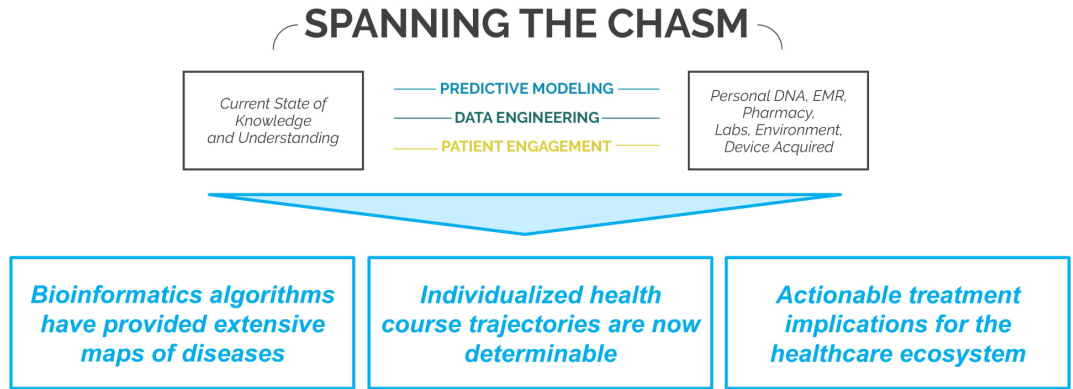 SPANNING THE CHASM
Current State of
Knowledge
and Understanding
PREDICTIVE MODELING
DATA ENGINEERING
PATIENT ENGAGEMENT
Personal DNA, EMR,
Pharmacy,
Labs, Environment,
Device Acquired
Bioinformatics algorithms
have provided extensive
maps of diseases
Individualized health
course trajectories are now
determinable
Actionable treatment
implications for the
healthcare ecosystem